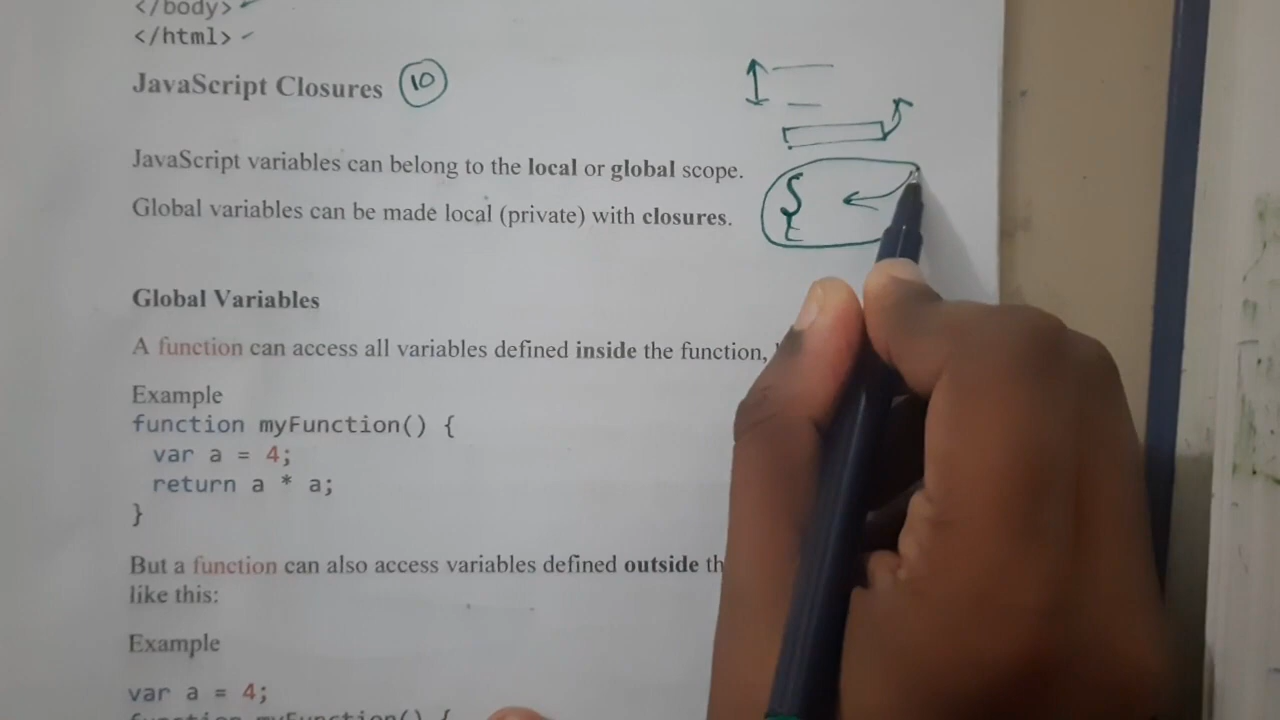 </body>
</html>
JavaScript Closures 10
JavaScript variables can belong to the local or global scope.
Global variables can be made local (private) with closures.
Global Variables
A function can access all variables defined inside the function,
Example
function myFunction() {
var a = 4;
return a * a;
}
But a function can also access variables defined outside
like this:
Example
var a = 4;
function myFunction() {